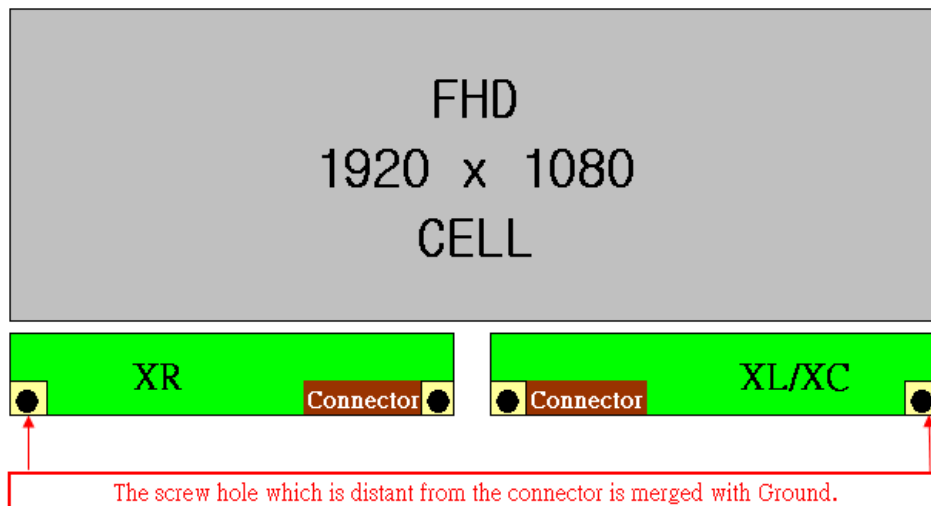 FHD
1920 x 1080
CELL
XR
Connector
Connector
XL/XC
The screw hole which is distant from the connector is merged with Ground.